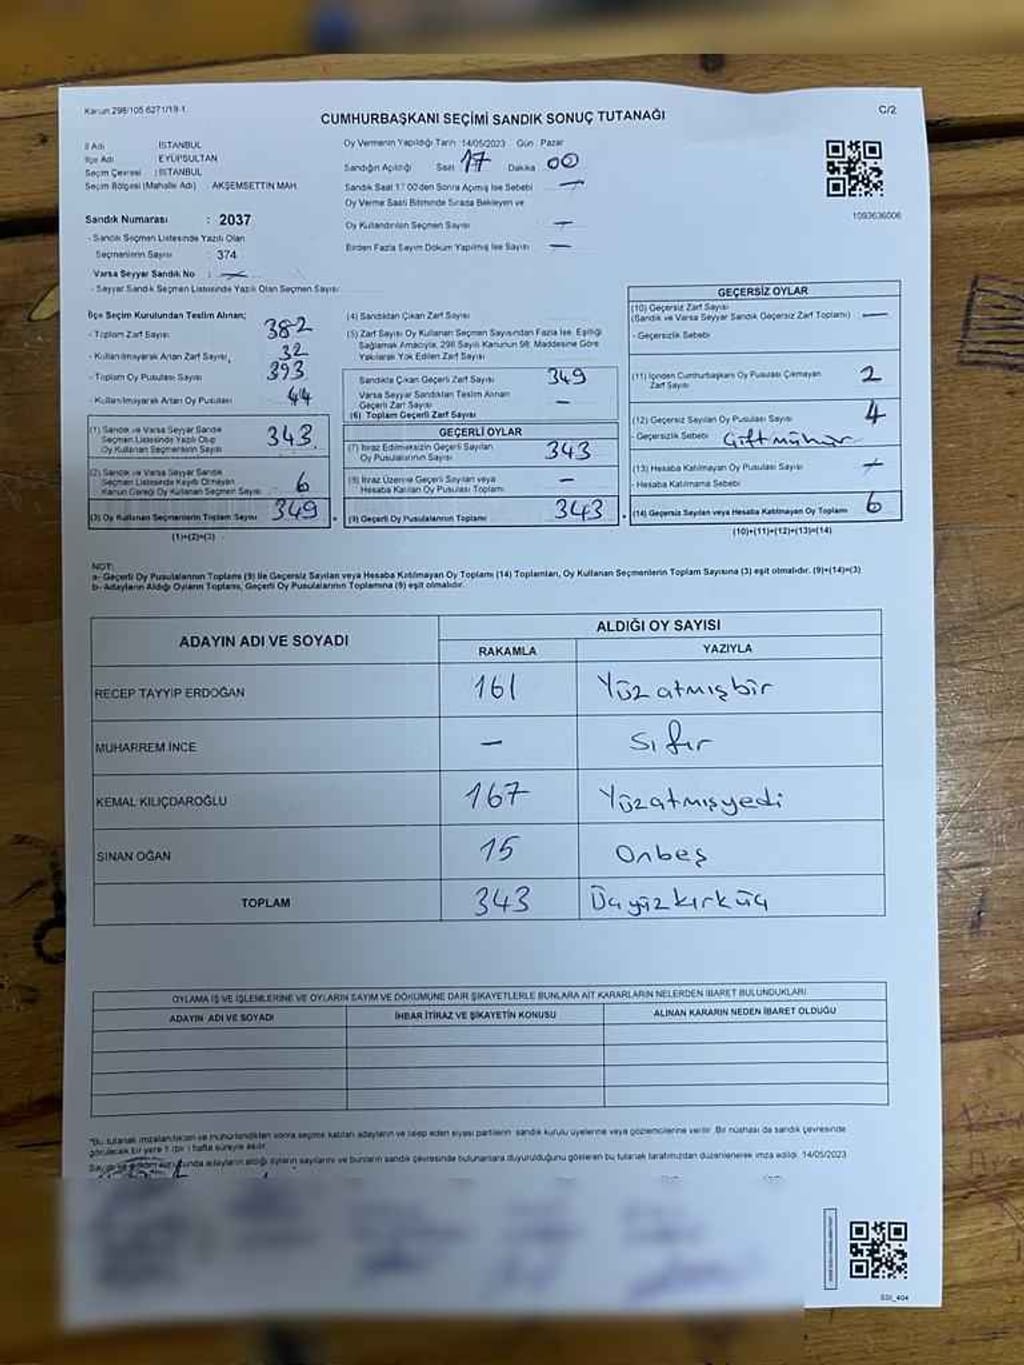 Kanun 298/105 6271/19-1
C/2
CUMHURBAŞKANI SEÇİMİ SANDIK SONUÇ TUTANAĞI
İl Adı : İSTANBUL
İlçe Adı : EYÜPSULTAN
Seçim Çevresi : İSTANBUL
Seçim Bölgesi (Mahalle Adı) : AKŞEMSETTİN MAH.
Sandık Numarası : 2037
- Sandık Seçmen Listesinde Yazılı Olan
Seçmenlerin Sayısı 374
Varsa Seyyar Sandık No : —
- Seyyar Sandık Seçmen Listesinde Yazılı Olan Seçmen Sayısı
Oy Vermenin Yapıldığı Tarih 14/05/2023 Gün Pazar
Sandığın Açıldığı Saat 17 Dakika 00
Sandık Saat 17.00'den Sonra Açılmış İse Sebebi —
Oy Verme Saati Bitiminde Sırada Bekleyen ve
Oy Kullandırılan Seçmen Sayısı —
Birden Fazla Sayım Döküm Yapılmış İse Sayısı —
1093636006
İlçe Seçim Kurulundan Teslim Alınan;
- Toplam Zarf Sayısı 382
- Kullanılmayarak Artan Zarf Sayısı 32
- Toplam Oy Pusulası Sayısı 393
- Kullanılmayarak Artan Oy Pusulası 44
(1) Sandık ve Varsa Seyyar Sandık
Seçmen Listesinde Yazılı Olup
Oy Kullanan Seçmenlerin Sayısı 343
(2) Sandık ve Varsa Seyyar Sandık
Seçmen Listesinde Kayıtlı Olmayan
Kanun Gereği Oy Kullanan Seçmen Sayısı 6
(3) Oy Kullanan Seçmenlerin Toplam Sayısı 349
(1)+(2)=(3)
(4) Sandıktan Çıkan Zarf Sayısı
(5) Zarf Sayısı Oy Kullanan Seçmen Sayısından Fazla İse, Eşitliği
Sağlamak Amacıyla, 298 Sayılı Kanunun 98. Maddesine Göre
Yakılarak Yok Edilen Zarf Sayısı
Sandıkta Çıkan Geçerli Zarf Sayısı 349
Varsa Seyyar Sandıktan Teslim Alınan
Geçerli Zarf Sayısı —
(6) Toplam Geçerli Zarf Sayısı
GEÇERLİ OYLAR
(7) İtiraz Edilmeksizin Geçerli Sayılan
Oy Pusulalarının Sayısı 343
(8) İtiraz Üzerine Geçerli Sayılan veya
Hesaba Katılan Oy Pusulası Toplamı —
(9) Geçerli Oy Pusulalarının Toplamı 343
GEÇERSİZ OYLAR
(10) Geçersiz Zarf Sayısı
(Sandık ve Varsa Seyyar Sandık Geçersiz Zarf Toplamı) —
- Geçersizlik Sebebi
(11) İçinden Cumhurbaşkanı Oy Pusulası Çıkmayan
Zarf Sayısı 2
(12) Geçersiz Sayılan Oy Pusulası Sayısı 4
- Geçersizlik Sebebi Çift mühür
(13) Hesaba Katılmayan Oy Pusulası Sayısı —
- Hesaba Katılmama Sebebi
(14) Geçersiz Sayılan veya Hesaba Katılmayan Oy Toplamı 6
(10)+(11)+(12)+(13)=(14)
NOT:
a- Geçerli Oy Pusulalarının Toplamı (9) ile Geçersiz Sayılan veya Hesaba Katılmayan Oy Toplamı (14) Toplamları, Oy Kullanan Seçmenlerin Toplam Sayısına (3) eşit olmalıdır. (9)+(14)=(3)
b- Adayların Aldığı Oyların Toplamı, Geçerli Oy Pusulalarının Toplamına (9) eşit olmalıdır.
ADAYIN ADI VE SOYADI
ALDIĞI OY SAYISI
RAKAMLA YAZIYLA
RECEP TAYYİP ERDOĞAN 161 Yüzatmışbir
MUHARREM İNCE — Sıfır
KEMAL KILIÇDAROĞLU 167 Yüzatmışyedi
SİNAN OĞAN 15 Onbeş
TOPLAM 343 Üçyüzkırküç
OYLAMA İŞ VE İŞLEMLERİNE VE OYLARIN SAYIM VE DÖKÜMÜNE DAİR ŞİKAYETLERLE BUNLARA AİT KARARLARIN NELERDEN İBARET BULUNDUKLARI
ADAYIN ADI VE SOYADI İHBAR İTİRAZ VE ŞİKAYETİN KONUSU ALINAN KARARIN NEDEN İBARET OLDUĞU
"Bu tutanak imzalandıktan ve mühürlendikten sonra seçime katılan adayların ve talep eden siyasi partilerin sandık kurulu üyelerine veya gözlemcilerine verilir. Bir nüshası da sandık çevresinde
görülecek bir yere 1 (bir) hafta süreyle asılır.
adayların aldığı oyların sayılarını ve bunların sandık çevresinde bulunanlara duyurulduğunu gösteren bu tutanak tarafımızdan düzenlenerek imza edildi. 14/05/2023
SSI_404